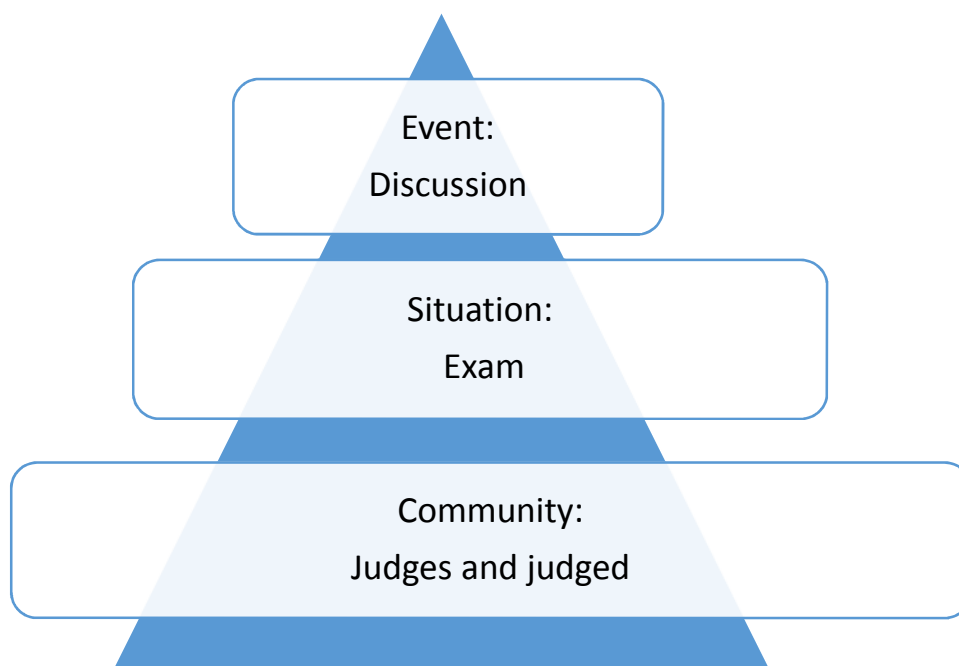 Event:
Discussion
Situation:
Exam
Community:
Judges and judged